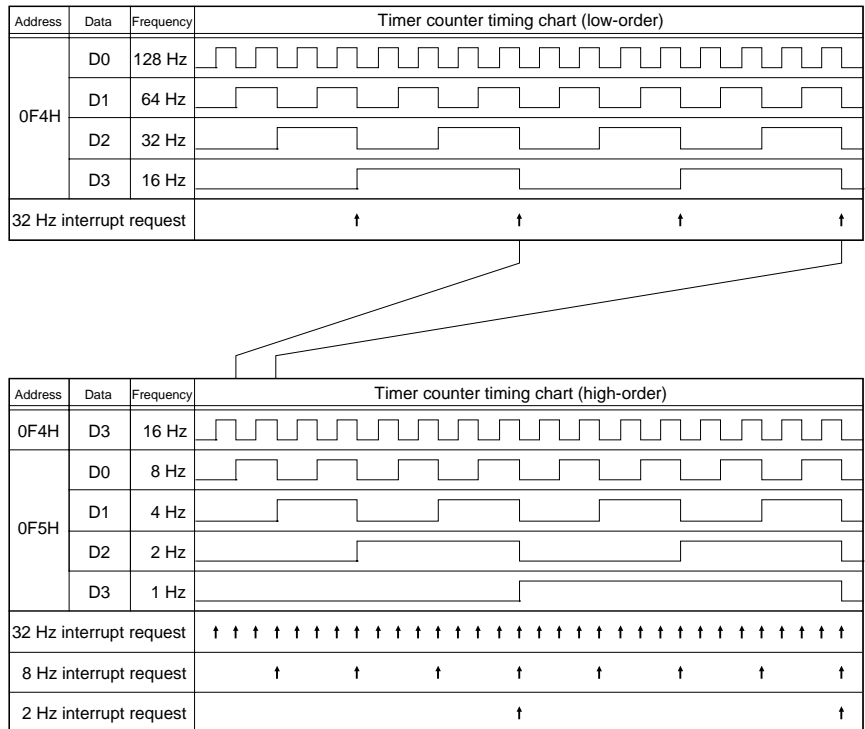 Address Data Frequency Timer counter timing chart (low-order)
D0 128 Hz
D1 64 Hz
0F4H
D2 32 Hz
D3 16 Hz
32 Hz interrupt request
Address Data Frequency Timer counter timing chart (high-order)
0F4H D3 16 Hz
D0 8 Hz
D1 4 Hz
0F5H
D2 2 Hz
D3 1 Hz
32 Hz interrupt request
8 Hz interrupt request
2 Hz interrupt request